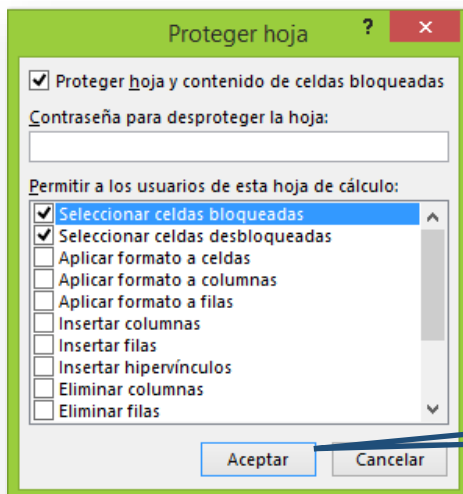 Proteger hoja ?
Proteger hoja y contenido de celdas bloqueadas
Contraseña para desproteger la hoja:
Permitir a los usuarios de esta hoja de cálculo:
Seleccionar celdas bloqueadas
Seleccionar celdas desbloqueadas
Aplicar formato a celdas
Aplicar formato a columnas
Aplicar formato a filas
Insertar columnas
Insertar filas
Insertar hipervínculos
Eliminar columnas
Eliminar filas
Aceptar Cancelar